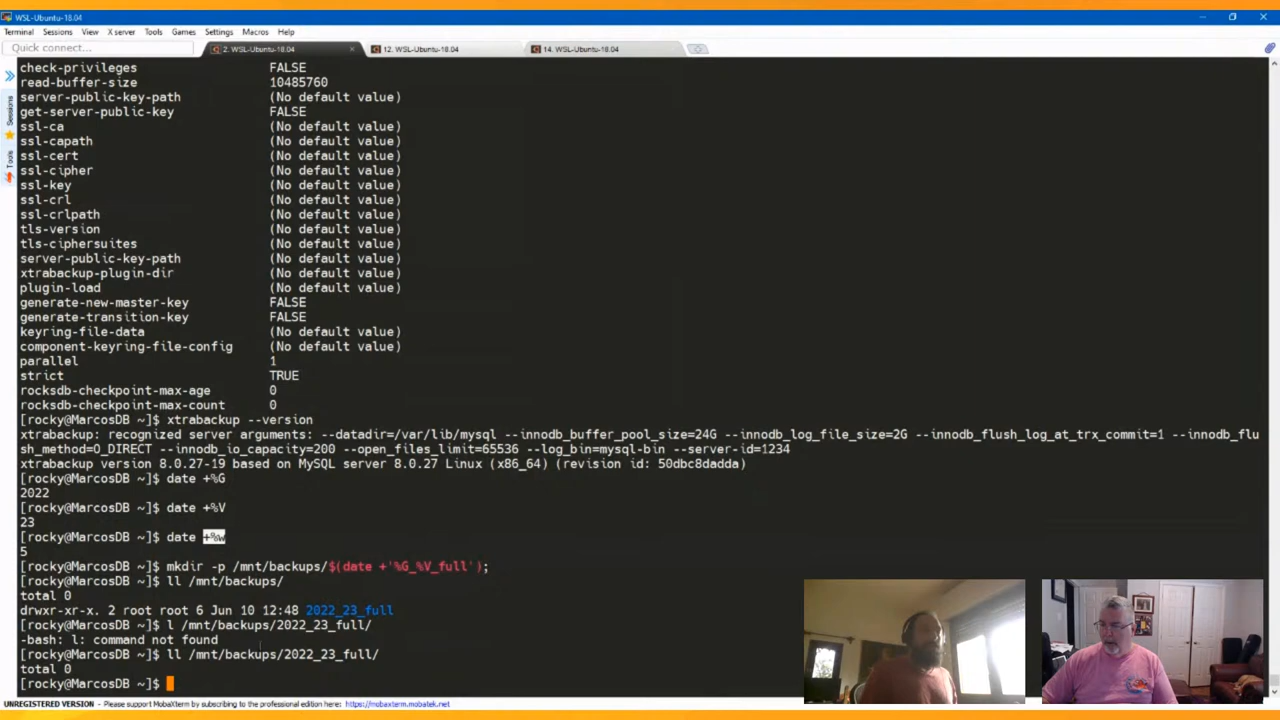 WSL-Ubuntu-18.04
Terminal Sessions View X server Tools Games Settings Macros Help
Quick connect...
2. WSL-Ubuntu-18.04
12. WSL-Ubuntu-18.04
14. WSL-Ubuntu-18.04
Sessions
Tools
check-privileges FALSE
read-buffer-size 10485760
server-public-key-path (No default value)
get-server-public-key FALSE
ssl-ca (No default value)
ssl-capath (No default value)
ssl-cert (No default value)
ssl-cipher (No default value)
ssl-key (No default value)
ssl-crl (No default value)
ssl-crlpath (No default value)
tls-version (No default value)
tls-ciphersuites (No default value)
server-public-key-path (No default value)
xtrabackup-plugin-dir (No default value)
plugin-load (No default value)
generate-new-master-key FALSE
generate-transition-key FALSE
keyring-file-data (No default value)
component-keyring-file-config (No default value)
parallel 1
strict TRUE
rocksdb-checkpoint-max-age 0
rocksdb-checkpoint-max-count 0
[rocky@MarcosDB ~]$ xtrabackup --version
xtrabackup: recognized server arguments: --datadir=/var/lib/mysql --innodb_buffer_pool_size=24G --innodb_log_file_size=2G --innodb_flush_log_at_trx_commit=1 --innodb_flu
sh_method=O_DIRECT --innodb_io_capacity=200 --open_files_limit=65536 --log_bin=mysql-bin --server-id=1234
xtrabackup version 8.0.27-19 based on MySQL server 8.0.27 Linux (x86_64) (revision id: 50dbc8dadda)
[rocky@MarcosDB ~]$ date +%G
2022
[rocky@MarcosDB ~]$ date +%V
23
[rocky@MarcosDB ~]$ date +%w
5
[rocky@MarcosDB ~]$ mkdir -p /mnt/backups/$(date +'%G_%V_full');
[rocky@MarcosDB ~]$ ll /mnt/backups/
total 0
drwxr-xr-x. 2 root root 6 Jun 10 12:48 2022_23_full
[rocky@MarcosDB ~]$ l /mnt/backups/2022_23_full/
-bash: l: command not found
[rocky@MarcosDB ~]$ ll /mnt/backups/2022_23_full/
total 0
[rocky@MarcosDB ~]$
UNREGISTERED VERSION - Please support MobaXterm by subscribing to the professional edition here: https://mobaxterm.mobatek.net